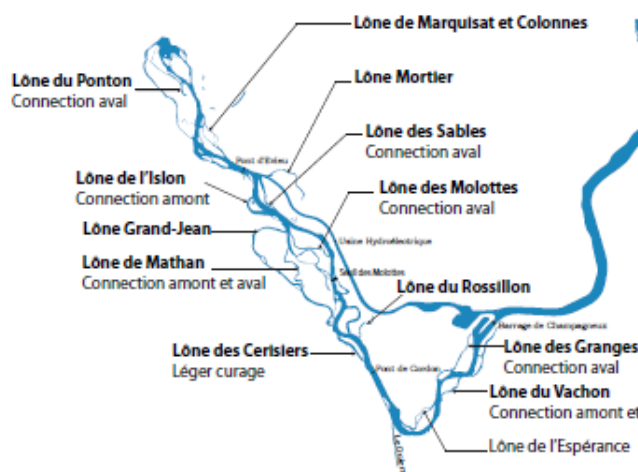 Lône de Marquisat et Colonnes
Lône du Ponton
Connection aval
Lône Mortier
Lône des Sables
Connection aval
Pont d'Evieu
Lône de l'Islon
Connection amont
Lône des Molottes
Connection aval
Lône Grand-Jean
Usine Hydroélectrique
Lône de Mathan
Connection amont et aval
Seuil des Molottes
Lône du Rossillon
Barrage de Champagneux
Lône des Cerisiers
Léger curage
Lône des Granges
Connection aval
Pont de Cordon
Lône du Vachon
Connection amont et
Lône de l'Espérance